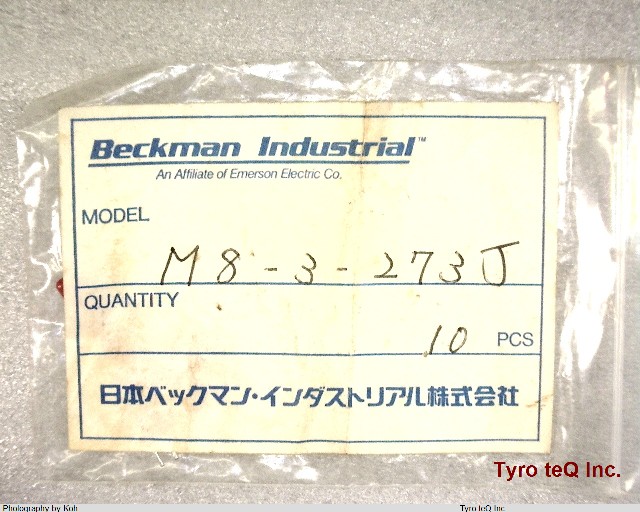 Beckman Industrial™
An Affiliate of Emerson Electric Co.
MODEL
M8-3-273J
QUANTITY
10 PCS
日本ベックマン・インダストリアル株式会社
Tyro teQ Inc.
Photography by Koh
Tyro teQ Inc